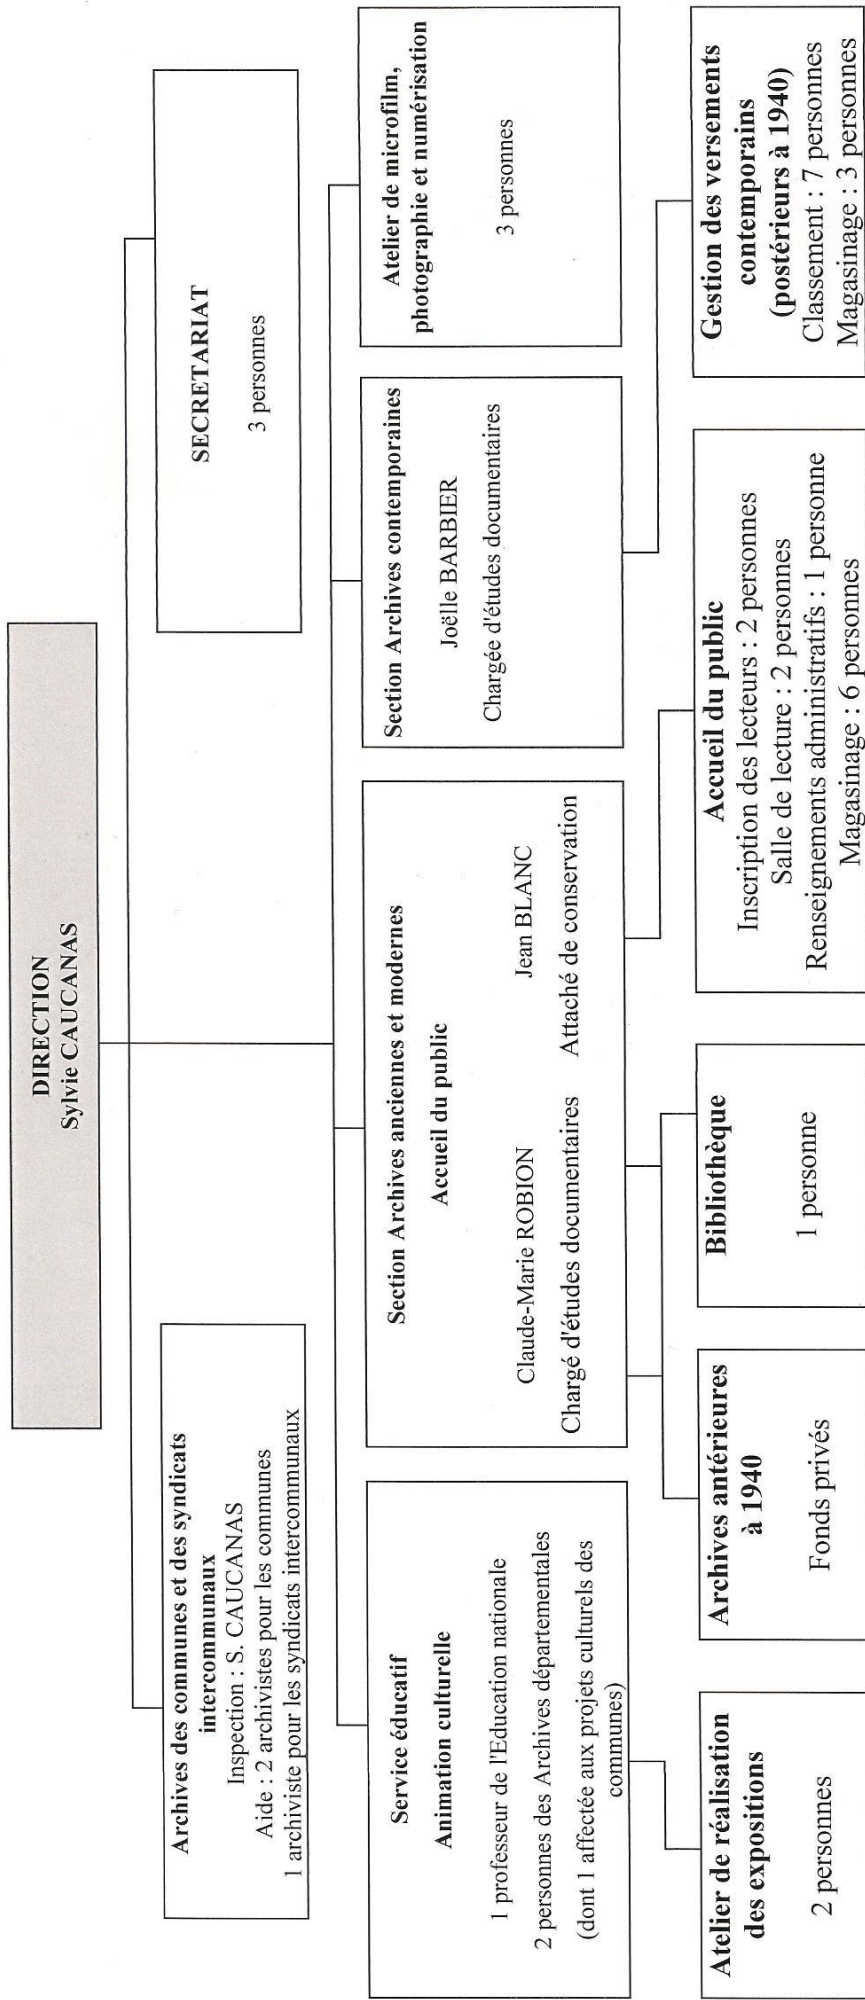 DIRECTION
Sylvie CAUCANAS
Archives des communes et des syndicats
intercommunaux
Inspection : S. CAUCANAS
Aide : 2 archivistes pour les communes
1 archiviste pour les syndicats intercommunaux
SECRETARIAT
3 personnes
Service éducatif
Animation culturelle
1 professeur de l'Education nationale
2 personnes des Archives départementales
(dont 1 affectée aux projets culturels des
communes)
Section Archives anciennes et modernes
Accueil du public
Claude-Marie ROBION
Chargé d'études documentaires
Jean BLANC
Attaché de conservation
Section Archives contemporaines
Joëlle BARBIER
Chargée d'études documentaires
Atelier de microfilm,
photographie et numérisation
3 personnes
Atelier de réalisation
des expositions
2 personnes
Archives antérieures
à 1940
Fonds privés
Bibliothèque
1 personne
Accueil du public
Inscription des lecteurs : 2 personnes
Salle de lecture : 2 personnes
Renseignements administratifs : 1 personne
Magasinage : 6 personnes
Gestion des versements
contemporains
(postérieurs à 1940)
Classement : 7 personnes
Magasinage : 3 personnes